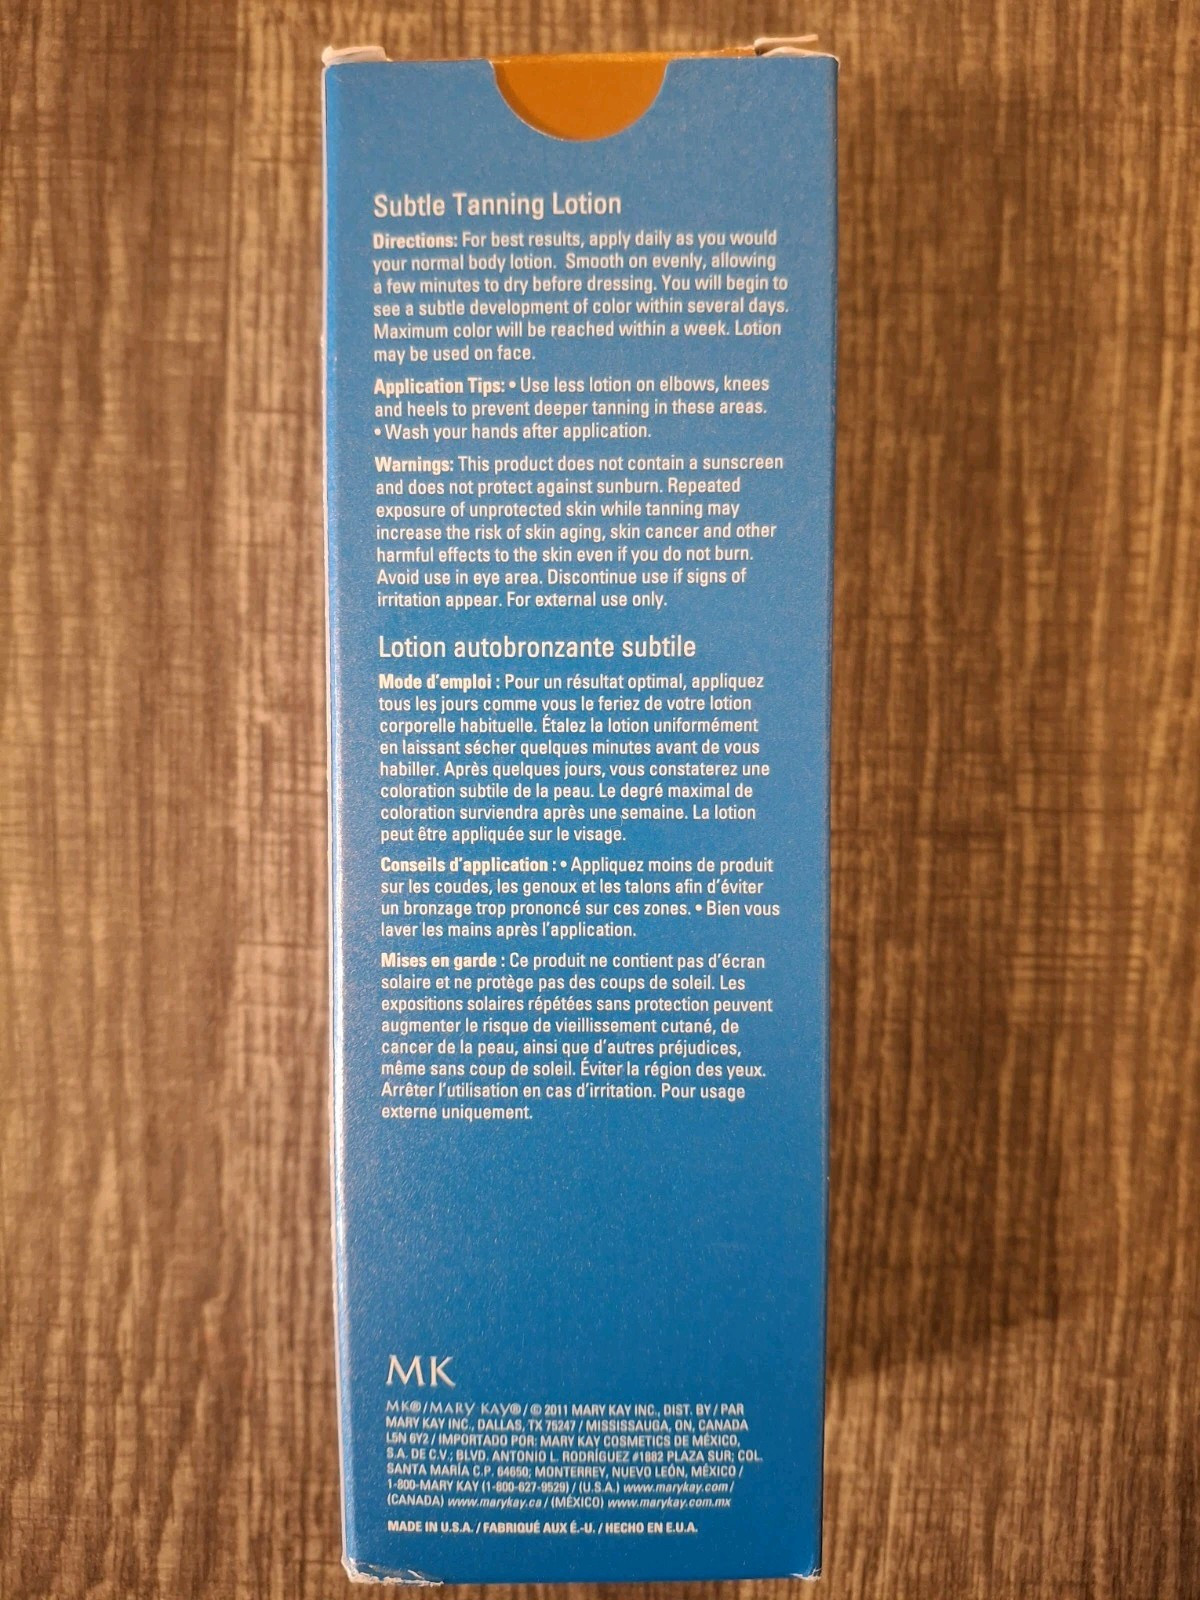 Subtle Tanning Lotion
Directions: For best results, apply daily as you would
your normal body lotion. Smooth on evenly, allowing
a few minutes to dry before dressing. You will begin to
see a subtle development of color within several days.
Maximum color will be reached within a week. Lotion
may be used on face.
Application Tips: • Use less lotion on elbows, knees
and heels to prevent deeper tanning in these areas.
• Wash your hands after application.
Warnings: This product does not contain a sunscreen
and does not protect against sunburn. Repeated
exposure of unprotected skin while tanning may
increase the risk of skin aging, skin cancer and other
harmful effects to the skin even if you do not burn.
Avoid use in eye area. Discontinue use if signs of
irritation appear. For external use only.
Lotion autobronzante subtile
Mode d'emploi : Pour un résultat optimal, appliquez
tous les jours comme vous le feriez de votre lotion
corporelle habituelle. Étalez la lotion uniformément
en laissant sécher quelques minutes avant de vous
habiller. Après quelques jours, vous constaterez une
coloration subtile de la peau. Le degré maximal de
coloration surviendra après une semaine. La lotion
peut être appliquée sur le visage.
Conseils d'application : • Appliquez moins de produit
sur les coudes, les genoux et les talons afin d'éviter
un bronzage trop prononcé sur ces zones. • Bien vous
laver les mains après l'application.
Mises en garde : Ce produit ne contient pas d'écran
solaire et ne protège pas des coups de soleil. Les
expositions solaires répétées sans protection peuvent
augmenter le risque de vieillissement cutané, de
cancer de la peau, ainsi que d'autres préjudices,
même sans coup de soleil. Éviter la région des yeux.
Arrêter l'utilisation en cas d'irritation. Pour usage
externe uniquement.
MK
MK®/MARY KAY®/© 2011 MARY KAY INC., DIST. BY / PAR
MARY KAY INC., DALLAS, TX 75247 / MISSISSAUGA, ON, CANADA
L5N 6Y2 / IMPORTADO POR: MARY KAY COSMETICS DE MÉXICO,
S.A. DE C.V.; BLVD. ANTONIO L. RODRÍGUEZ #1882 PLAZA SUR; COL.
SANTA MARÍA C.P. 64650; MONTERREY, NUEVO LEÓN, MÉXICO /
1-800-MARY KAY (1-800-627-9529) / (U.S.A.) www.marykay.com /
(CANADA) www.marykay.ca / (MÉXICO) www.marykay.com.mx
MADE IN U.S.A. / FABRIQUÉ AUX É.-U. / HECHO EN E.U.A.